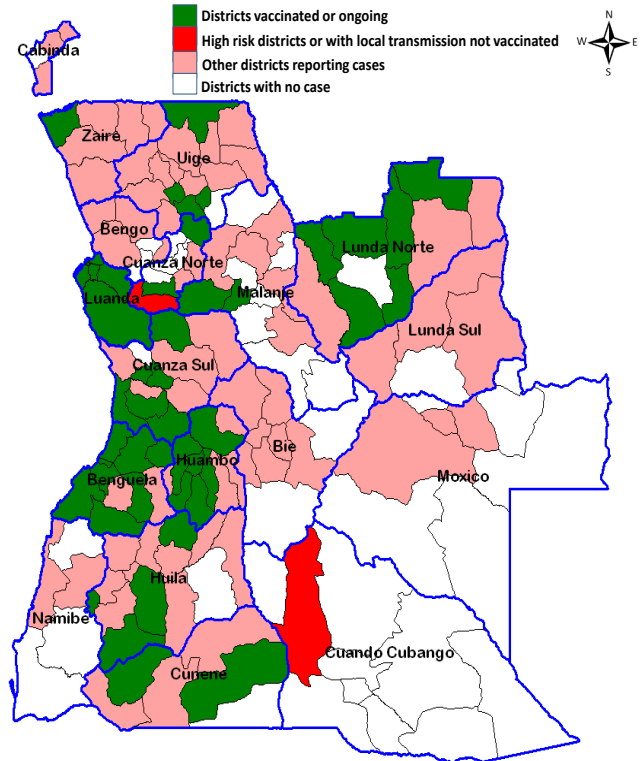 Districts vaccinated or ongoing
High risk districts or with local transmission not vaccinated
Other districts reporting cases
Districts with no case
N
W
E
S
Cabinda
Zaire
Uige
Bengo
Cuanza Norte
Lunda Norte
Luanda
Malanje
Lunda Sul
Cuanza Sul
Bie
Huambo
Benguela
Moxico
Huila
Namibe
Cuando Cubango
Cunene